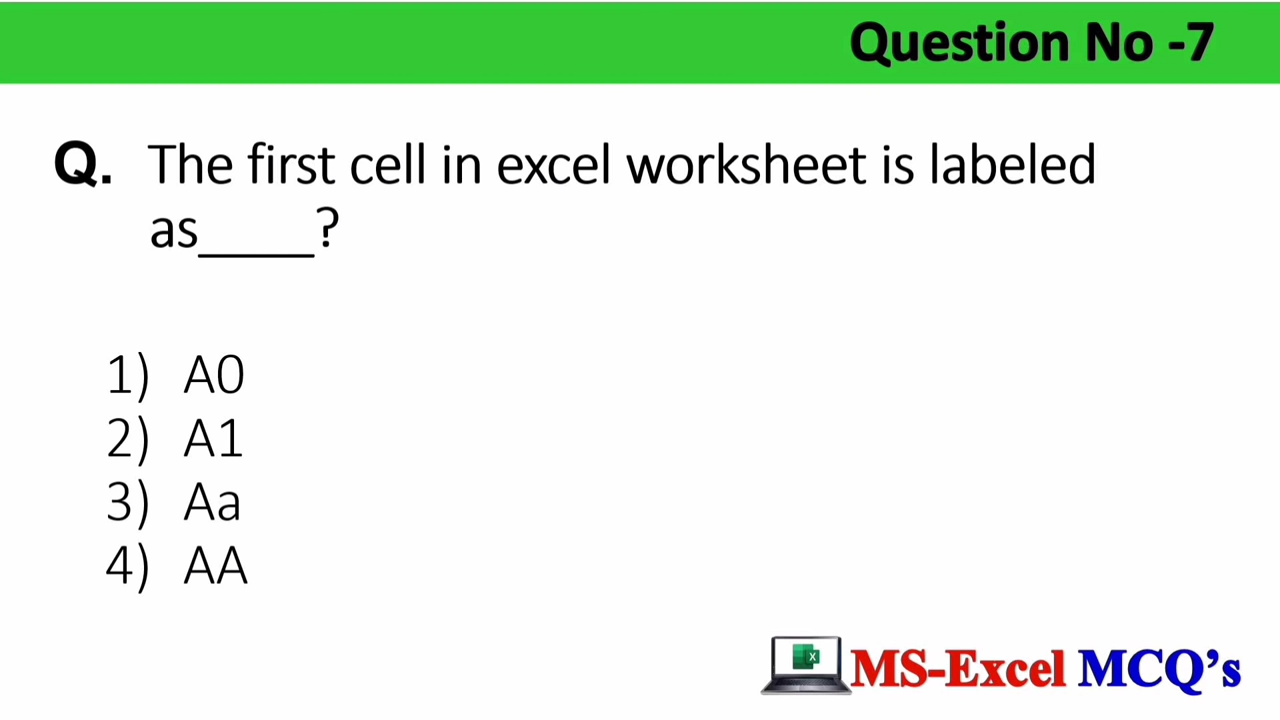 Question No -7
Q. The first cell in excel worksheet is labeled
as____?
1) A0
2) A1
3) Aa
4) AA
MS-Excel MCQ’s